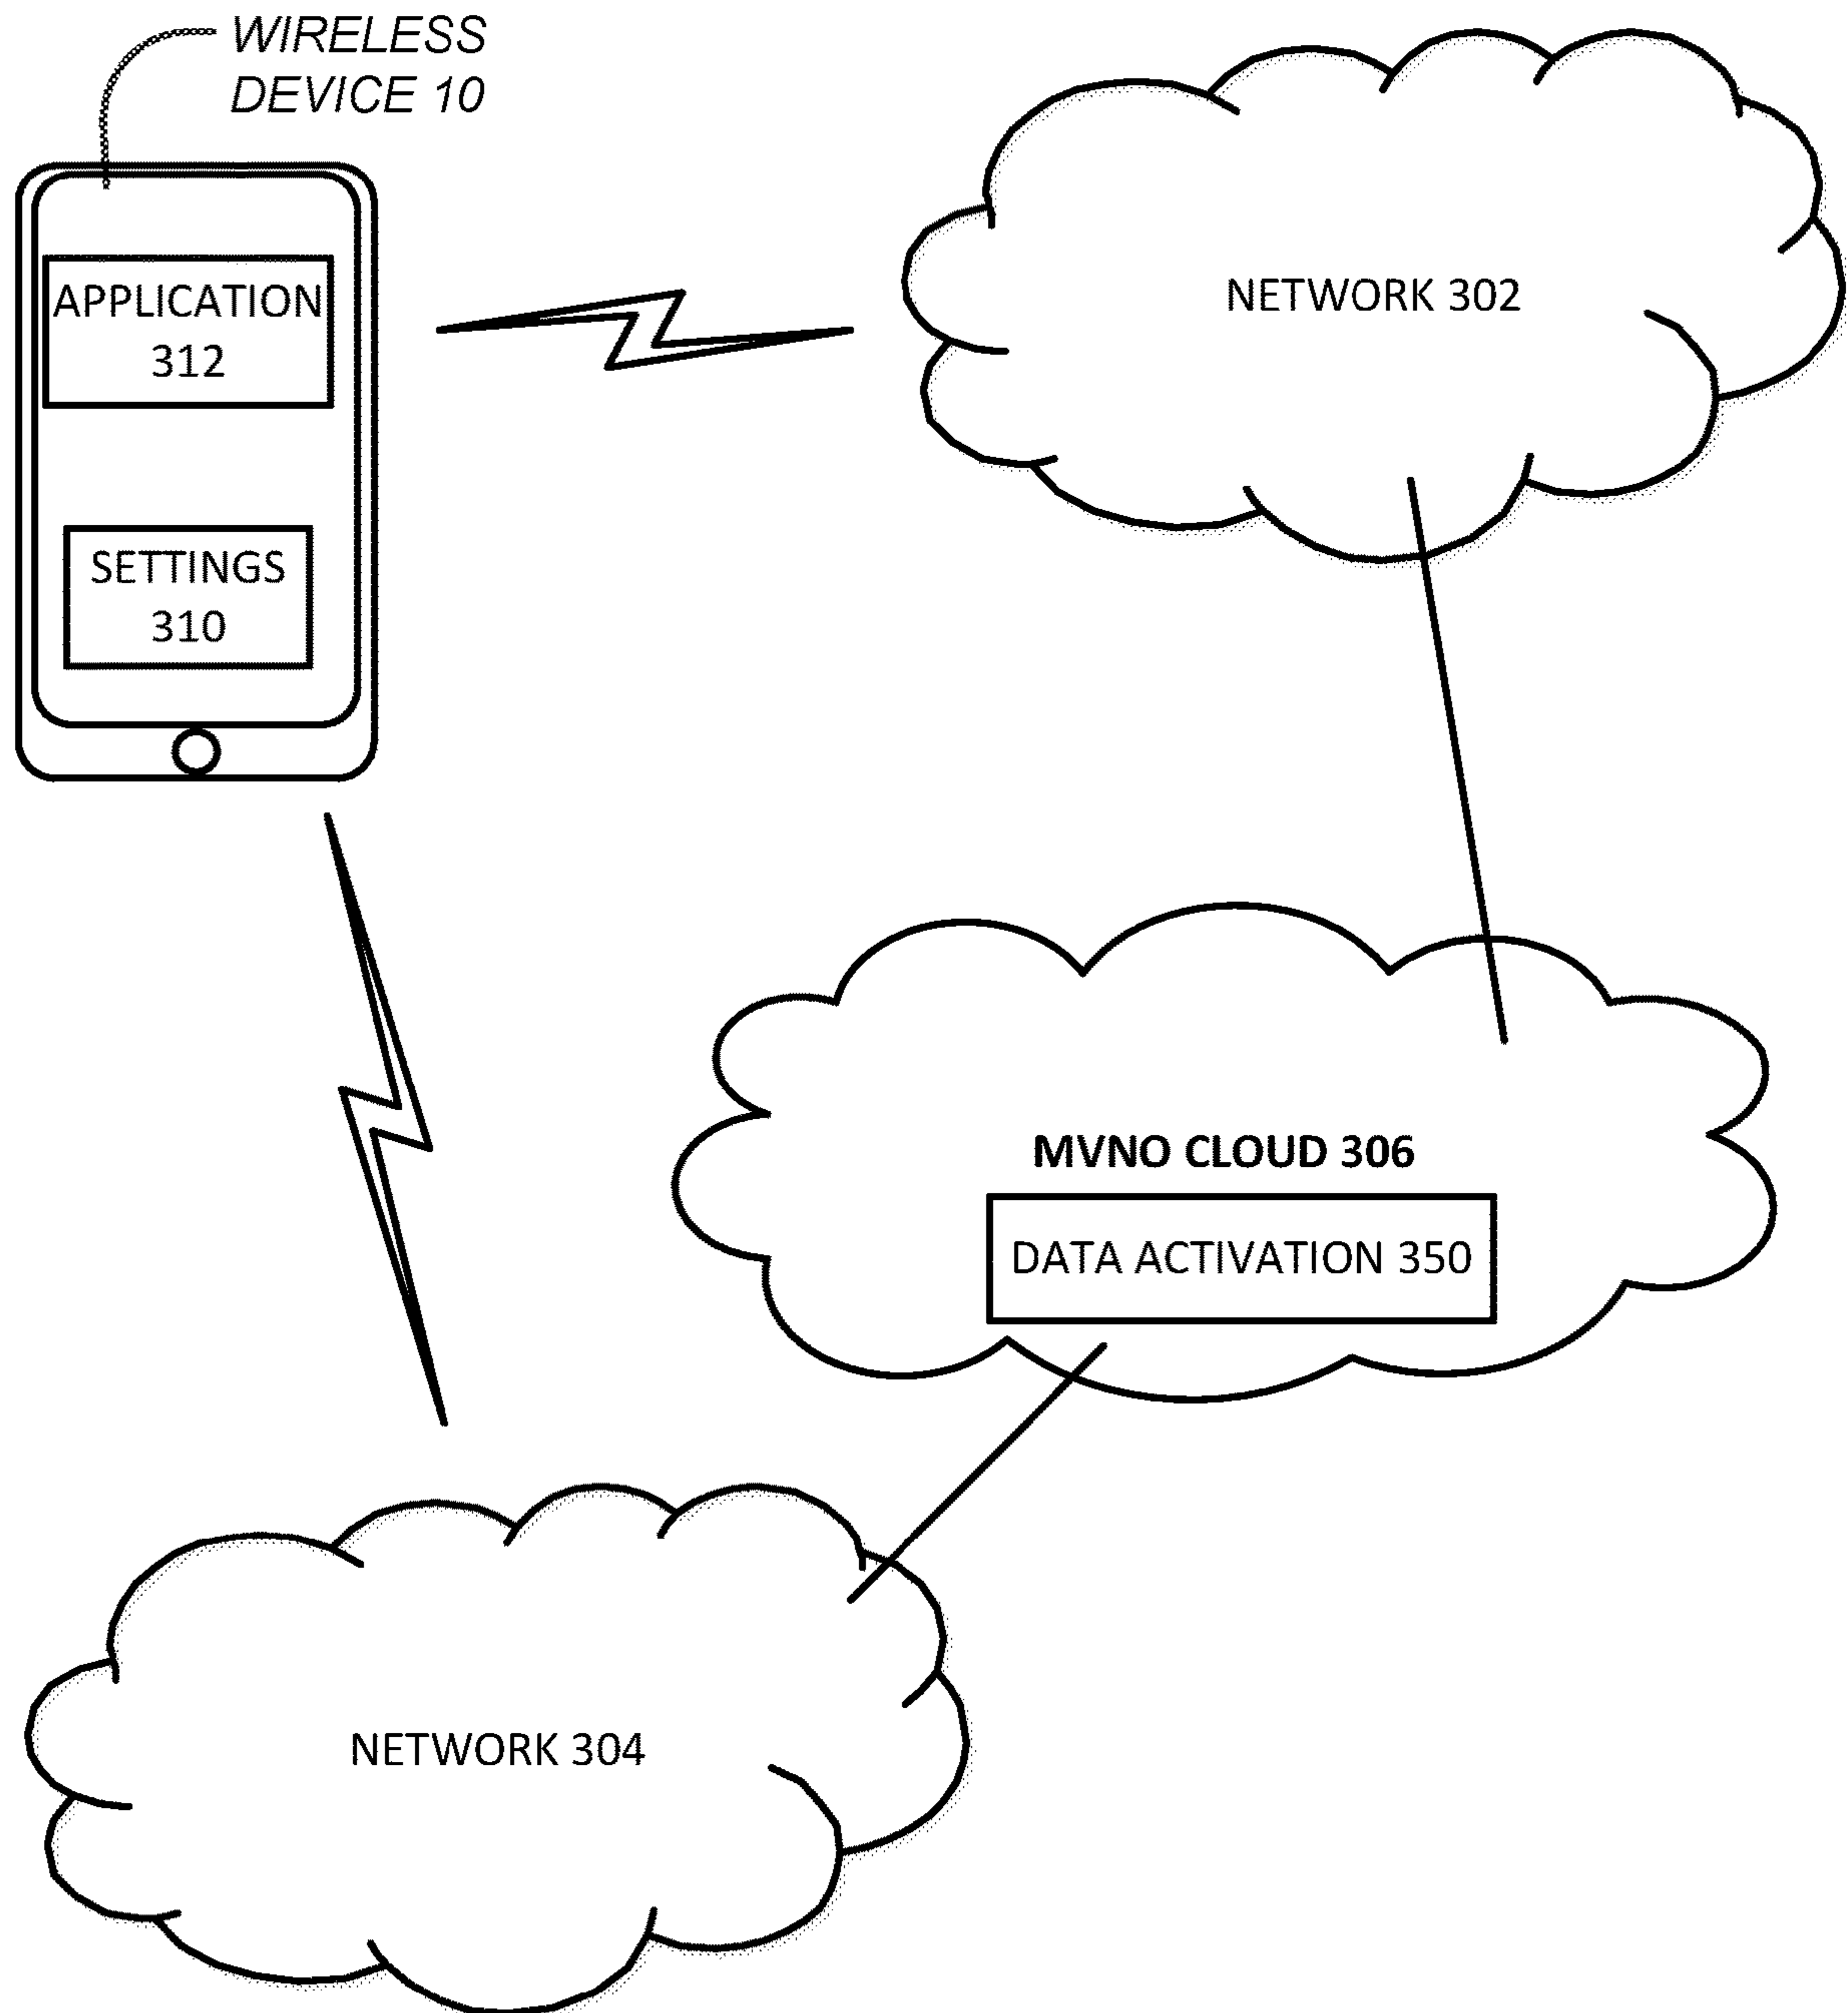 WIRELESS
DEVICE 10
APPLICATION
312
SETTINGS
310
NETWORK 302
MVNO CLOUD 306
DATA ACTIVATION 350
NETWORK 304